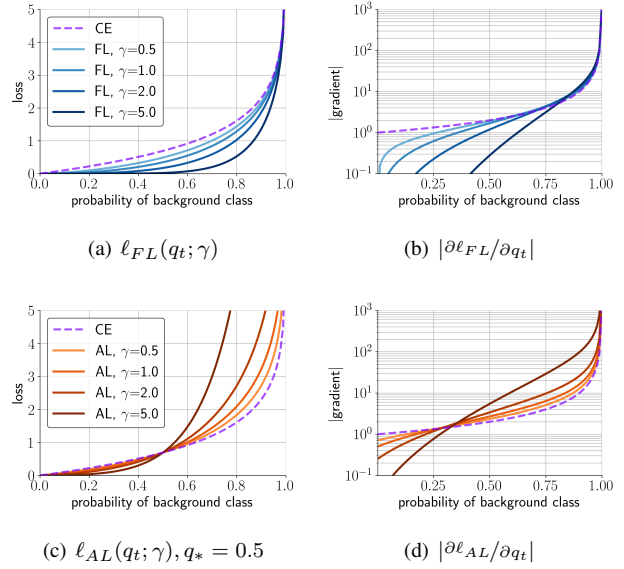 5
4
3
2
1
0
loss
CE
FL, γ=0.5
FL, γ=1.0
FL, γ=2.0
FL, γ=5.0
0.0 0.2 0.4 0.6 0.8 1.0
probability of background class
(a) ℓ_FL(q_t; γ)
10^3
10^2
10^1
10^0
10^−1
|gradient|
0.25 0.50 0.75 1.00
probability of background class
(b) |∂ℓ_FL/∂q_t|
5
4
3
2
1
0
loss
CE
AL, γ=0.5
AL, γ=1.0
AL, γ=2.0
AL, γ=5.0
0.0 0.2 0.4 0.6 0.8 1.0
probability of background class
(c) ℓ_AL(q_t; γ), q_* = 0.5
10^3
10^2
10^1
10^0
10^−1
|gradient|
0.25 0.50 0.75 1.00
probability of background class
(d) |∂ℓ_AL/∂q_t|